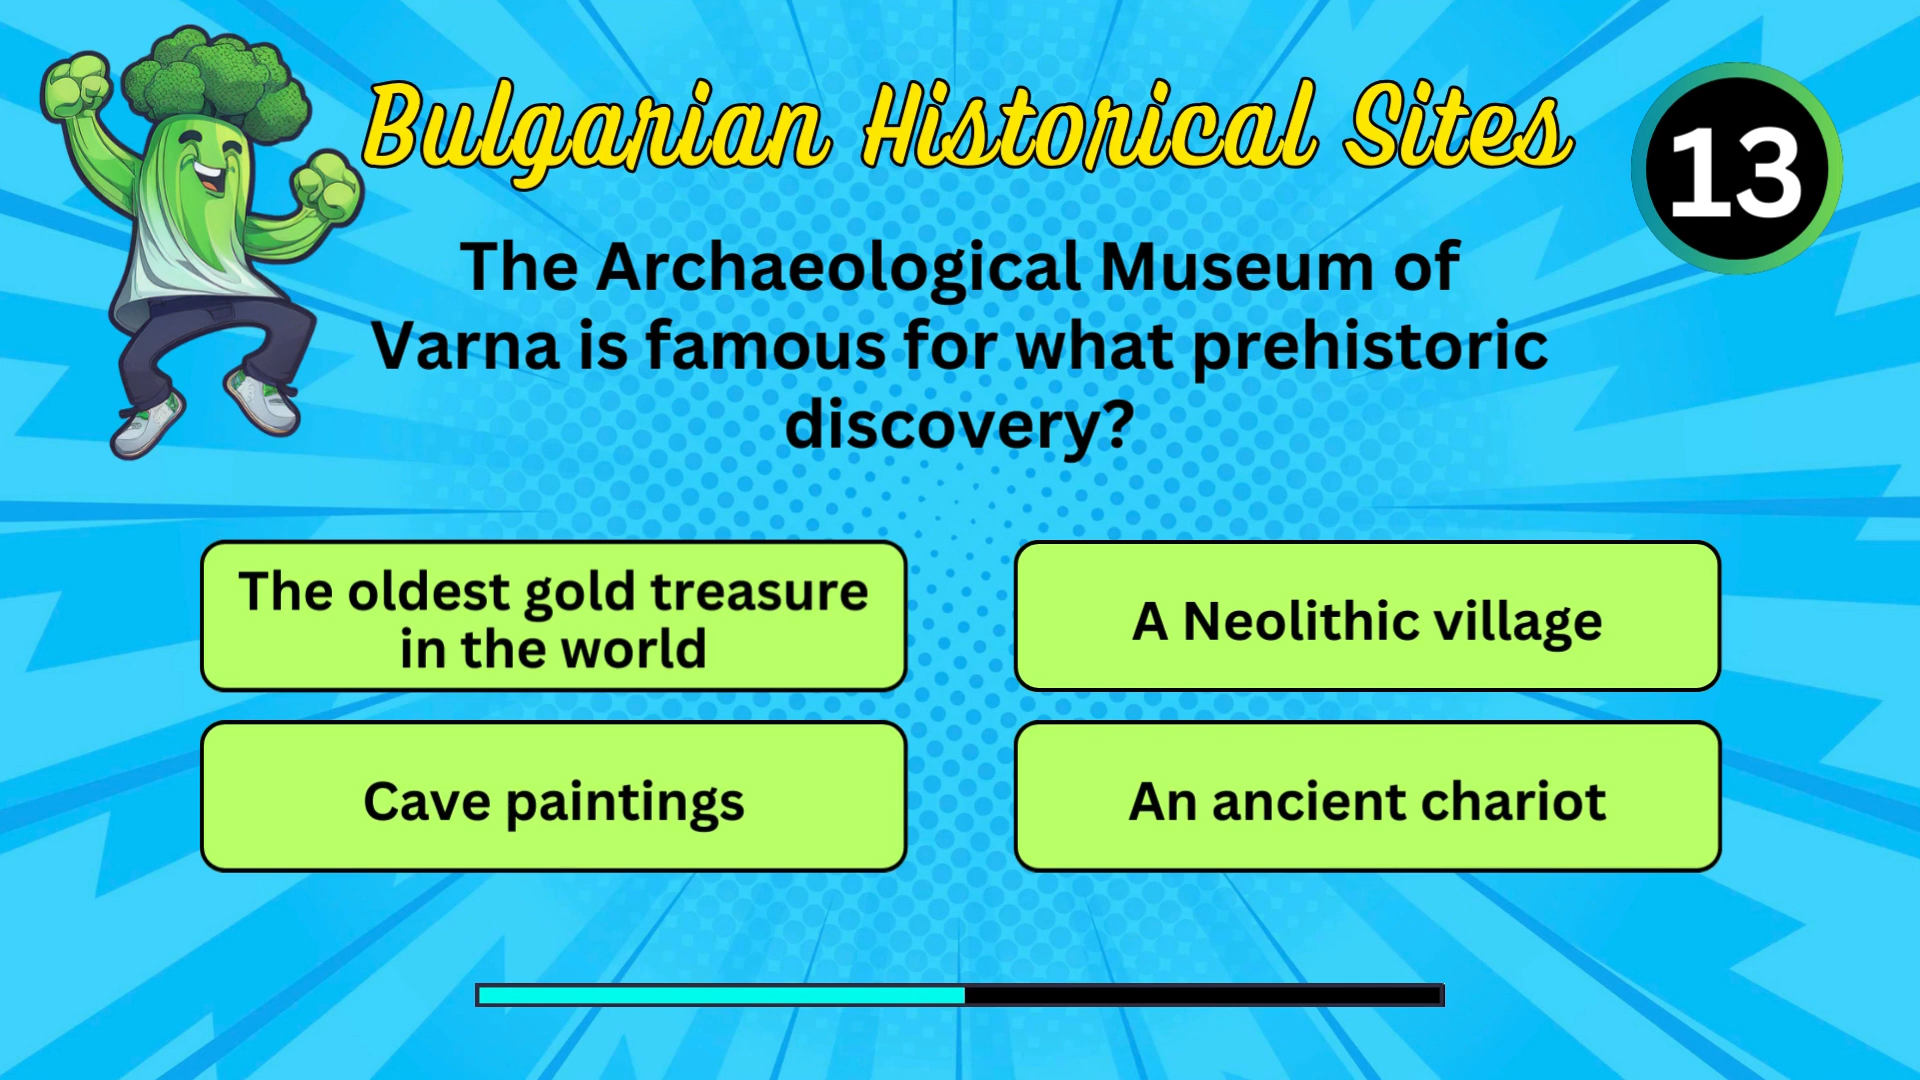 Bulgarian Historical Sites
13
The Archaeological Museum of
Varna is famous for what prehistoric
discovery?
The oldest gold treasure
in the world
A Neolithic village
Cave paintings
An ancient chariot